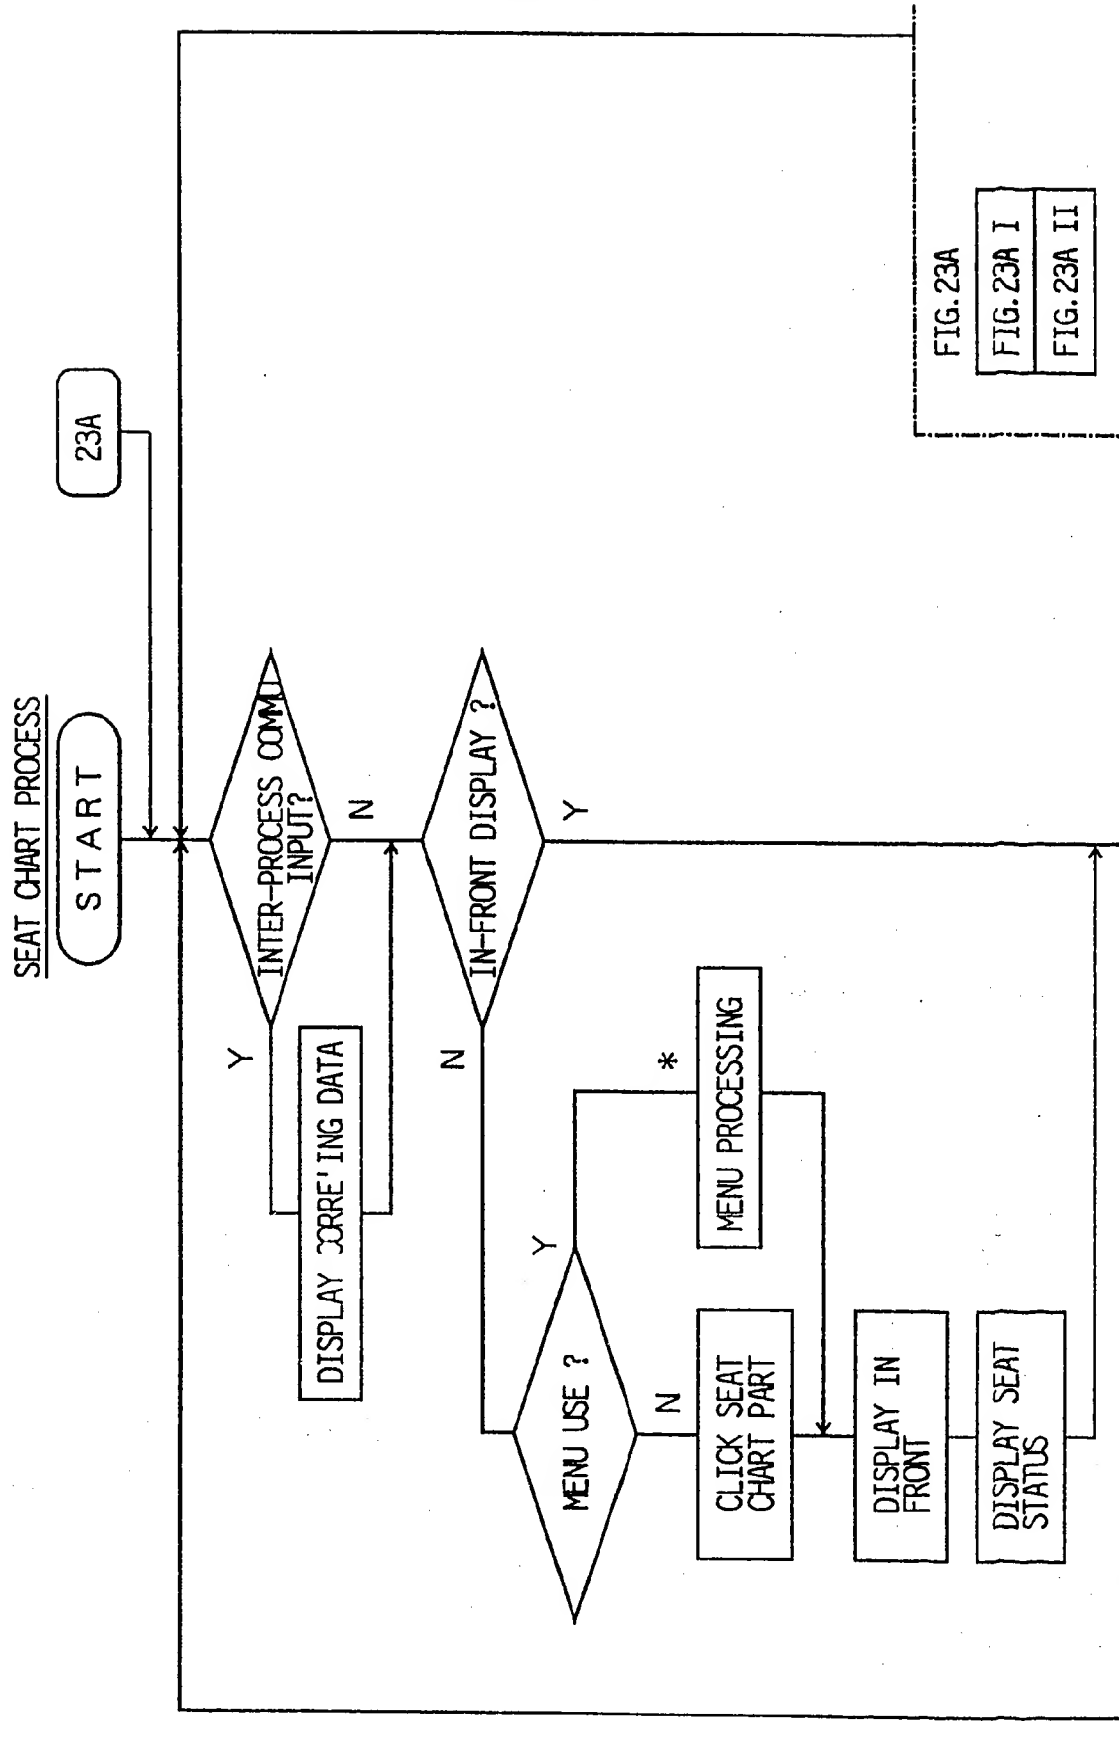 SEAT CHART PROCESS
START
23A
INTER-PROCESS COMMU
INPUT?
Y
N
DISPLAY CORRE'ING DATA
IN-FRONT DISPLAY ?
N
Y
MENU USE ?
Y
N
*
MENU PROCESSING
CLICK SEAT
CHART PART
DISPLAY IN
FRONT
DISPLAY SEAT
STATUS
FIG.23A
FIG.23A I
FIG.23A II